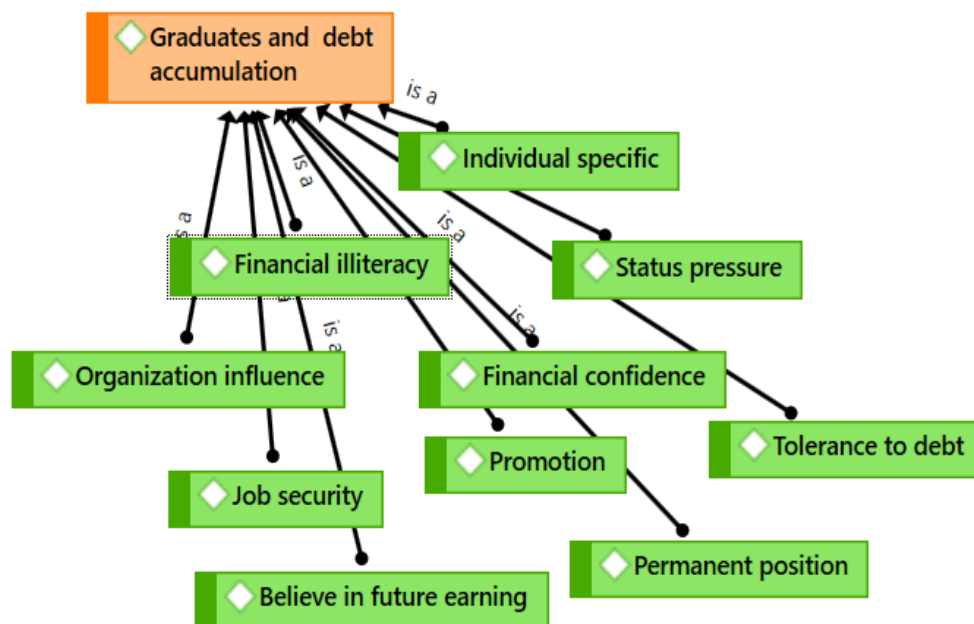 Graduates and debt
accumulation
is a
Individual specific
is a
is a
is a
Financial illiteracy
Status pressure
a
is a
is a
Organization influence
Financial confidence
Promotion
Tolerance to debt
Job security
Permanent position
Believe in future earning